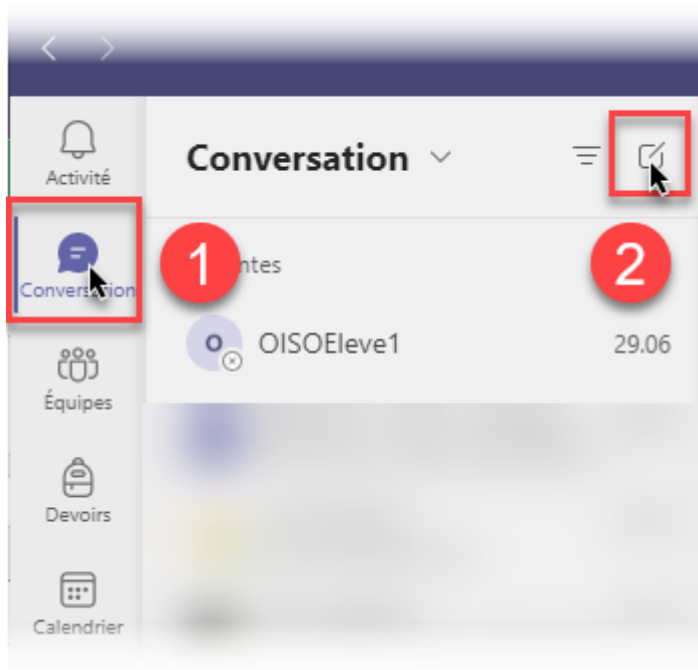 Activité
Conversation
Équipes
Devoirs
Calendrier
Conversation
1
2
ntes
OISOEleve1
29.06
O